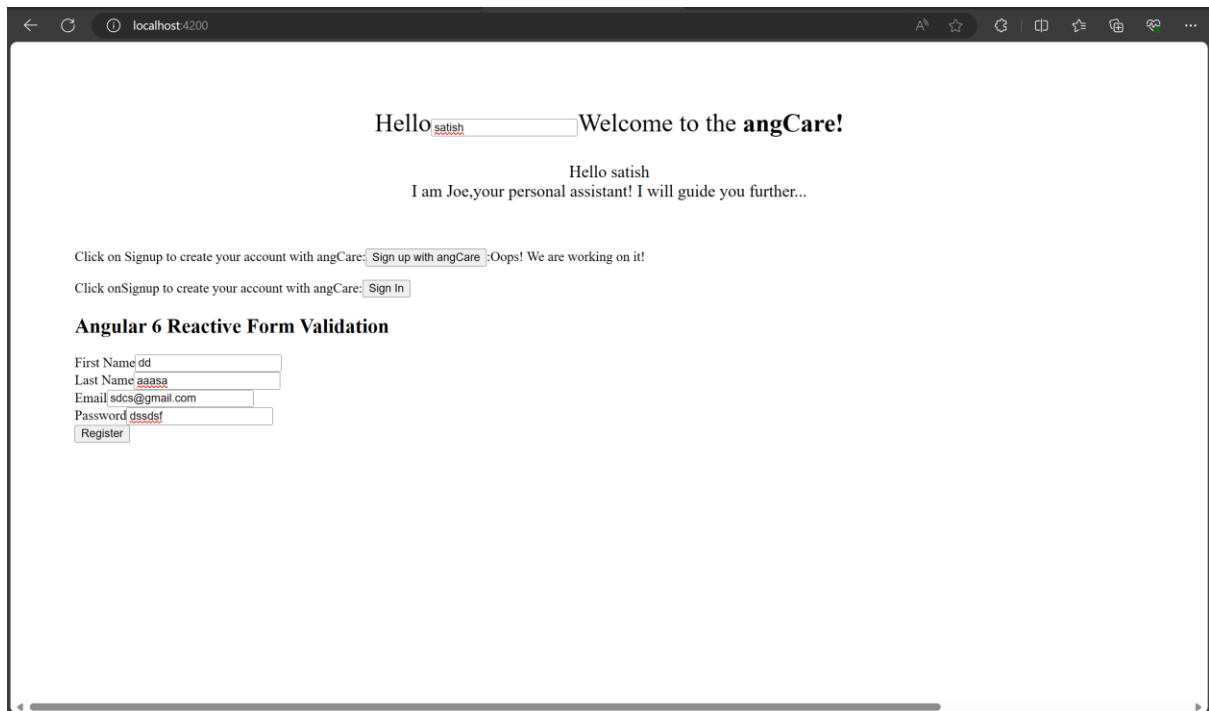 localhost:4200
Hello satish Welcome to the angCare!
Hello satish
I am Joe,your personal assistant! I will guide you further...
Click on Signup to create your account with angCare: Sign up with angCare :Oops! We are working on it!
Click onSignup to create your account with angCare: Sign In
Angular 6 Reactive Form Validation
First Name dd
Last Name aaasa
Email sdcs@gmail.com
Password dssdsf
Register